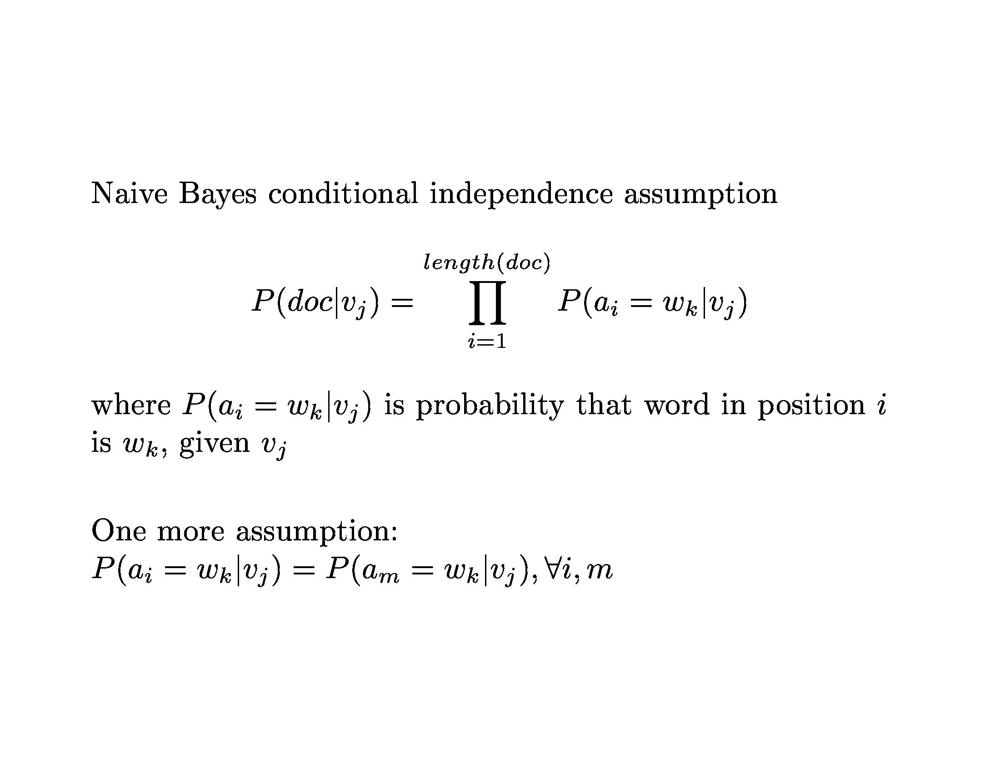 Naive Bayes conditional independence assumption
P(doc|v_j) = \prod_{i=1}^{length(doc)} P(a_i = w_k|v_j)
where P(a_i = w_k|v_j) is probability that word in position i
is w_k, given v_j
One more assumption:
P(a_i = w_k|v_j) = P(a_m = w_k|v_j), ∀i, m